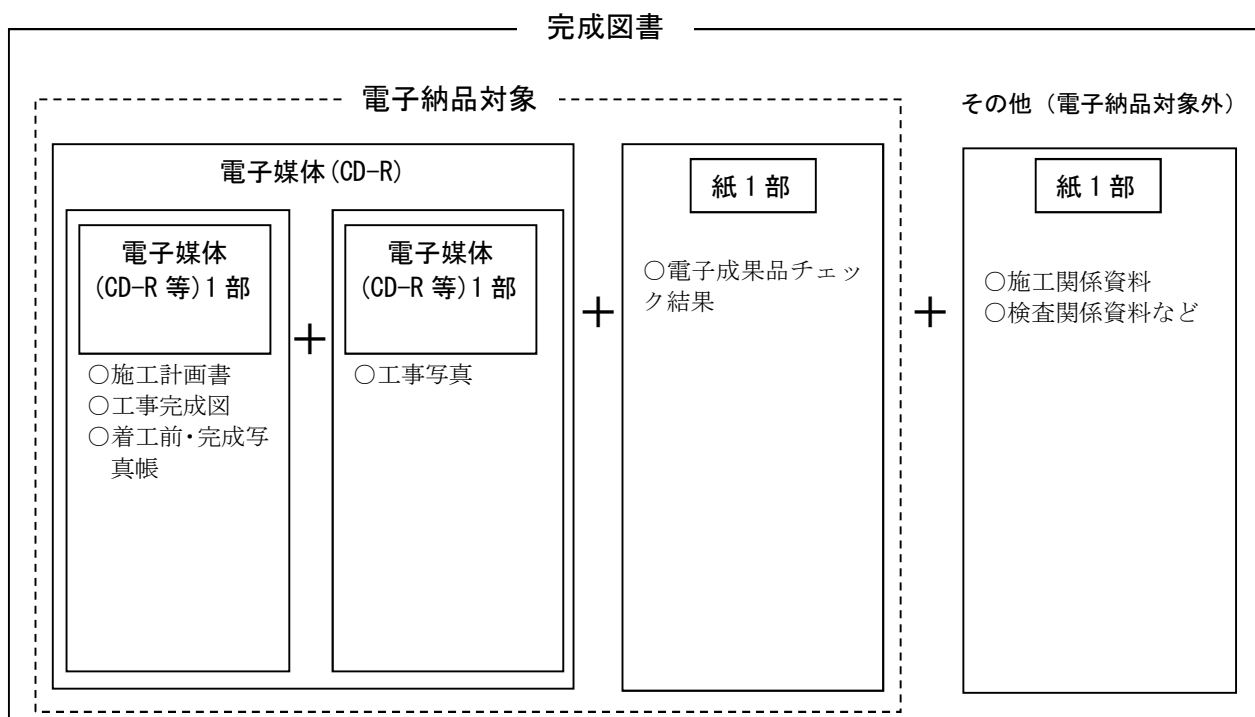 完成図書
電子納品対象
その他（電子納品対象外）
電子媒体(CD-R)
電子媒体
(CD-R 等)1 部
○施工計画書
○工事完成図
○着工前・完成写
真帳
＋
電子媒体
(CD-R 等)1 部
○工事写真
＋
紙 1 部
○電子成果品チェッ
ク結果
＋
紙 1 部
○施工関係資料
○検査関係資料など